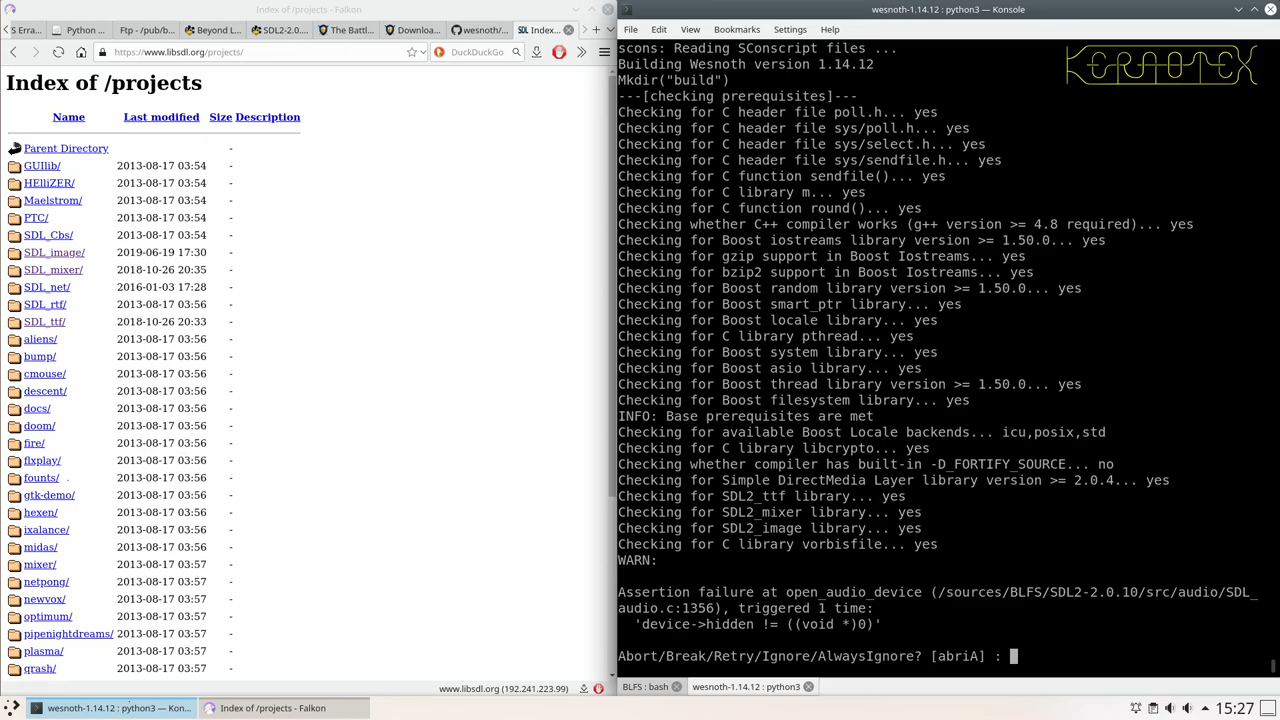 Index of /projects – Falkon
S Erra...
Python ...
Ftp - /pub/b...
Beyond L...
SDL2-2.0....
The Battl...
Downloa...
wesnoth/...
SDL Index...
https://www.libsdl.org/projects/
DuckDuckGo
Index of /projects
Name Last modified Size Description
Parent Directory -
GUIlib/ 2013-08-17 03:54 -
HElliZER/ 2013-08-17 03:54 -
Maelstrom/ 2013-08-17 03:54 -
PTC/ 2013-08-17 03:54 -
SDL_Cbs/ 2013-08-17 03:54 -
SDL_image/ 2019-06-19 17:30 -
SDL_mixer/ 2018-10-26 20:35 -
SDL_net/ 2016-01-03 17:28 -
SDL_rtf/ 2013-08-17 03:56 -
SDL_ttf/ 2018-10-26 20:33 -
aliens/ 2013-08-17 03:56 -
bump/ 2013-08-17 03:56 -
cmouse/ 2013-08-17 03:56 -
descent/ 2013-08-17 03:56 -
docs/ 2013-08-17 03:56 -
doom/ 2013-08-17 03:56 -
fire/ 2013-08-17 03:56 -
flxplay/ 2013-08-17 03:56 -
founts/ 2013-08-17 03:56 -
gtk-demo/ 2013-08-17 03:56 -
hexen/ 2013-08-17 03:56 -
ixalance/ 2013-08-17 03:56 -
midas/ 2013-08-17 03:56 -
mixer/ 2013-08-17 03:57 -
netpong/ 2013-08-17 03:57 -
newvox/ 2013-08-17 03:57 -
optimum/ 2013-08-17 03:57 -
pipenightdreams/ 2013-08-17 03:57 -
plasma/ 2013-08-17 03:57 -
qrash/ 2013-08-17 03:57 -
www.libsdl.org (192.241.223.99)
wesnoth-1.14.12 : python3 — Konsole
File Edit View Bookmarks Settings Help
KERNOTEX
scons: Reading SConscript files ...
Building Wesnoth version 1.14.12
Mkdir("build")
---[checking prerequisites]---
Checking for C header file poll.h... yes
Checking for C header file sys/poll.h... yes
Checking for C header file sys/select.h... yes
Checking for C header file sys/sendfile.h... yes
Checking for C function sendfile()... yes
Checking for C library m... yes
Checking for C function round()... yes
Checking whether C++ compiler works (g++ version >= 4.8 required)... yes
Checking for Boost iostreams library version >= 1.50.0... yes
Checking for gzip support in Boost Iostreams... yes
Checking for bzip2 support in Boost Iostreams... yes
Checking for Boost random library version >= 1.50.0... yes
Checking for Boost smart_ptr library... yes
Checking for Boost locale library... yes
Checking for C library pthread... yes
Checking for Boost system library... yes
Checking for Boost asio library... yes
Checking for Boost thread library version >= 1.50.0... yes
Checking for Boost filesystem library... yes
INFO: Base prerequisites are met
Checking for available Boost Locale backends... icu,posix,std
Checking for C library libcrypto... yes
Checking whether compiler has built-in -D_FORTIFY_SOURCE... no
Checking for Simple DirectMedia Layer library version >= 2.0.4... yes
Checking for SDL2_ttf library... yes
Checking for SDL2_mixer library... yes
Checking for SDL2_image library... yes
Checking for C library vorbisfile... yes
WARN:
Assertion failure at open_audio_device (/sources/BLFS/SDL2-2.0.10/src/audio/SDL_
audio.c:1356), triggered 1 time:
'device->hidden != ((void *)0)'
Abort/Break/Retry/Ignore/AlwaysIgnore? [abriA] :
BLFS : bash
wesnoth-1.14.12 : python3
wesnoth-1.14.12 : python3 — Kon...
Index of /projects — Falkon
15:27